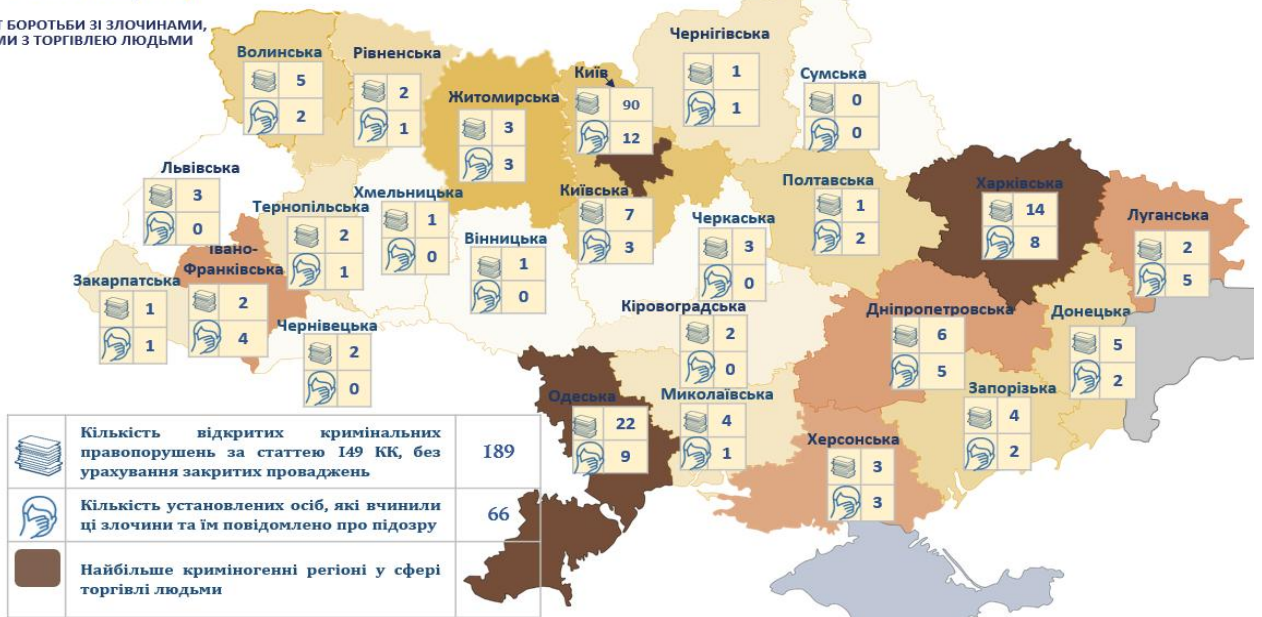 Т БОРОТЬБИ ЗІ ЗЛОЧИНАМИ,
МИ З ТОРГІВЛЕЮ ЛЮДЬМИ
Волинська
5
2
Рівненська
2
1
Житомирська
3
3
Київ
90
12
Чернігівська
1
1
Сумська
0
0
Львівська
3
0
Тернопільська
2
1
Хмельницька
1
0
Вінницька
1
0
Київська
7
3
Черкаська
3
0
Полтавська
1
2
Харківська
14
8
Луганська
2
5
Закарпатська
1
1
Івано-
Франківська
2
4
Чернівецька
2
0
Кіровоградська
2
0
Дніпропетровська
6
5
Донецька
5
2
Одеська
22
9
Миколаївська
4
1
Херсонська
3
3
Запорізька
4
2
Кількість відкритих кримінальних
правопорушень за статтею 149 КК, без
урахування закритих проваджень
189
Кількість установлених осіб, які вчинили
ці злочини та їм повідомлено про підозру
66
Найбільше криміногенні регіоні у сфері
торгівлі людьми